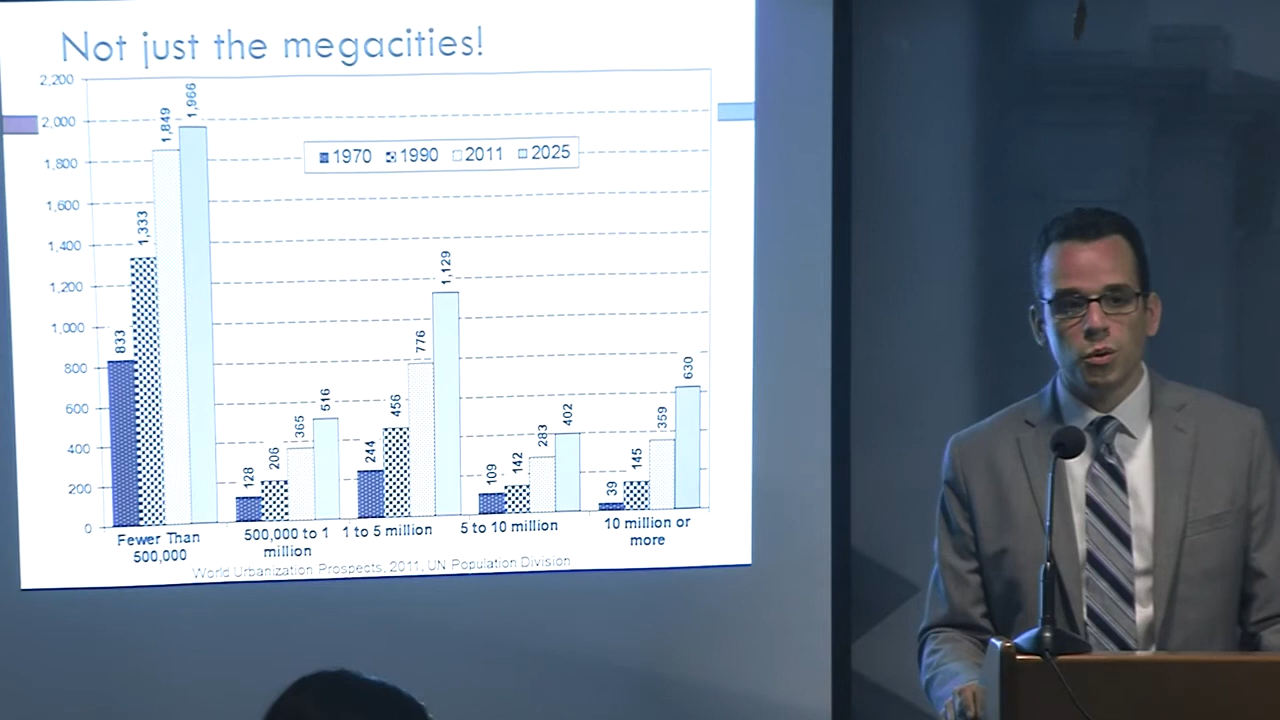 Not just the megacities!
2,200
2,000
1,800
1,600
1,400
1,200
1,000
800
600
400
200
0
1970 1990 2011 2025
833 1,333 1,849 1,966
128 206 365 516
244 456 776 1,129
109 142 283 402
39 145 359 630
Fewer Than
500,000
500,000 to 1
million
1 to 5 million
5 to 10 million
10 million or
more
World Urbanization Prospects, 2011, UN Population Division